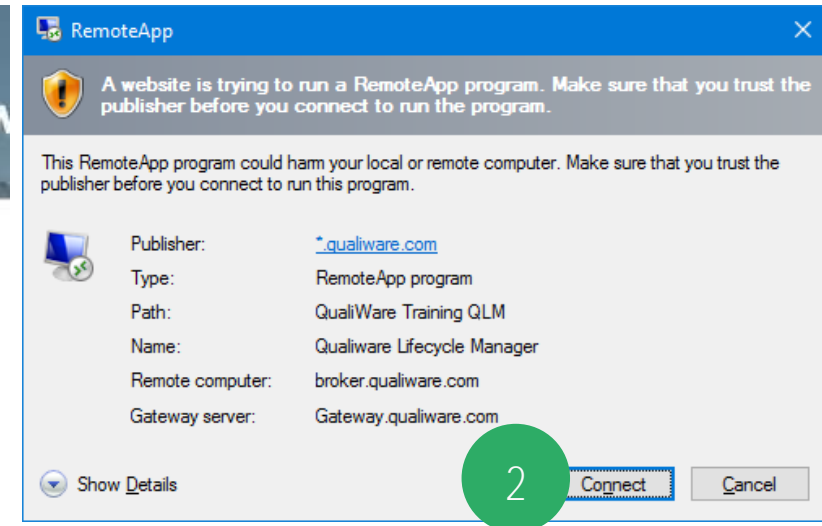 RemoteApp
A website is trying to run a RemoteApp program. Make sure that you trust the
publisher before you connect to run the program.
This RemoteApp program could harm your local or remote computer. Make sure that you trust the
publisher before you connect to run this program.
Publisher: *.qualiware.com
Type: RemoteApp program
Path: QualiWare Training QLM
Name: Qualiware Lifecycle Manager
Remote computer: broker.qualiware.com
Gateway server: Gateway.qualiware.com
Show Details 2 Connect Cancel